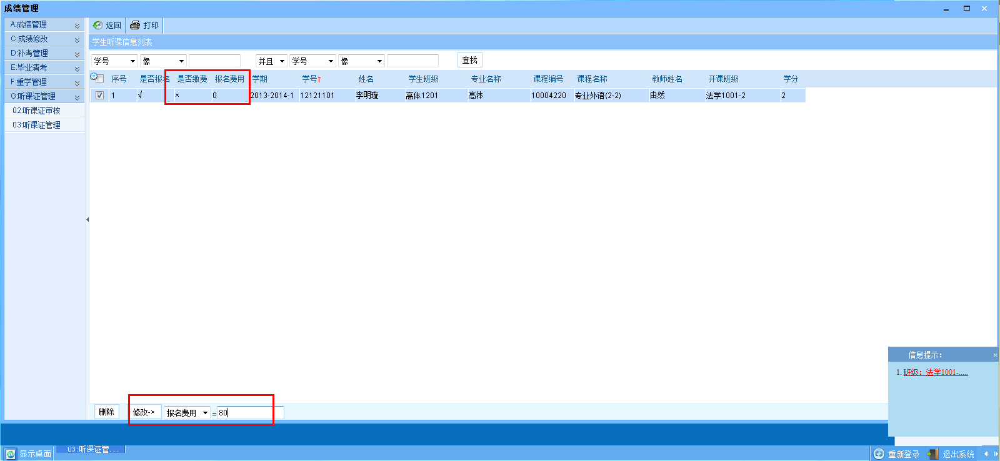 成绩管理
A:成绩管理
C:成绩修改
D:补考管理
E:毕业清考
F:重学管理
G:听课证管理
02:听课证审核
03:听课证管理
返回 打印
学生听课信息列表
学号 像 并且 学号 像 查找
序号 是否报名 是否缴费 报名费用 学期 学号↑ 姓名 学生班级 专业名称 课程编号 课程名称 教师姓名 开课班级 学分
1 √ × 0 2013-2014-1 12121101 李明璇 高体1201 高体 10004220 专业外语(2-2) 由然 法学1001-2 2
信息提示：
1. 班级：法学1001-.....
删除 修改-> 报名费用 = 80
显示桌面 03:听课证管... 重新登录 退出系统